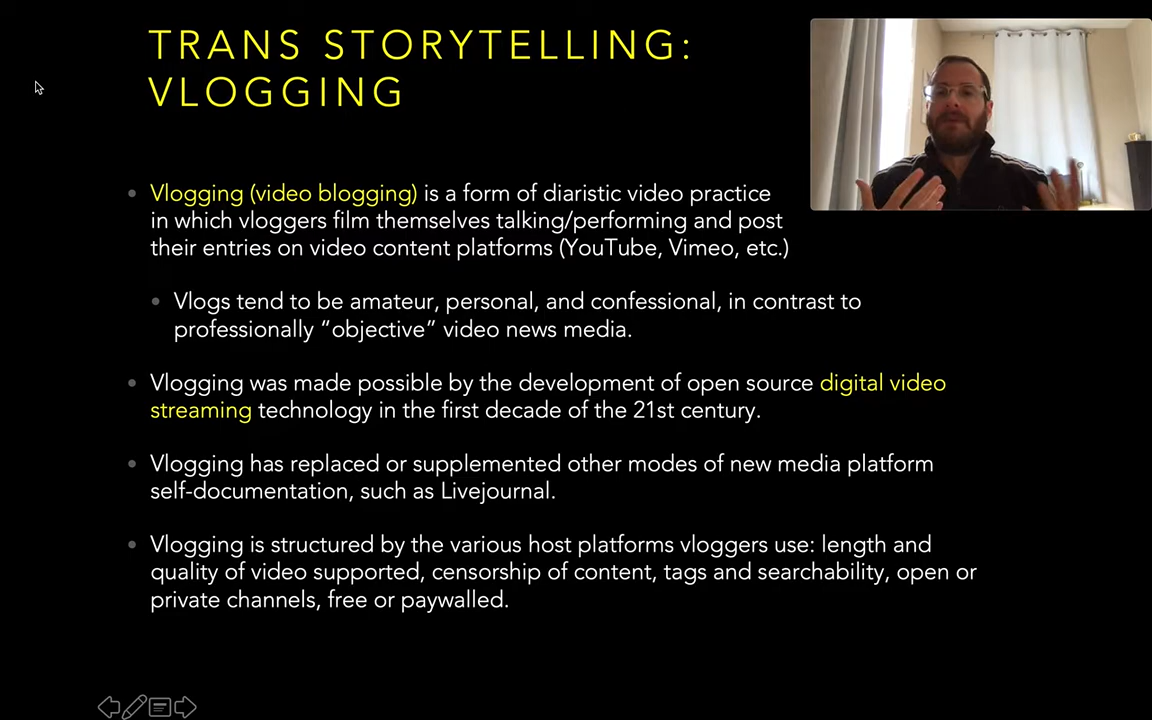 TRANS STORYTELLING:
VLOGGING
Vlogging (video blogging) is a form of diaristic video practice
in which vloggers film themselves talking/performing and post
their entries on video content platforms (YouTube, Vimeo, etc.)
Vlogs tend to be amateur, personal, and confessional, in contrast to
professionally “objective” video news media.
Vlogging was made possible by the development of open source digital video
streaming technology in the first decade of the 21st century.
Vlogging has replaced or supplemented other modes of new media platform
self-documentation, such as Livejournal.
Vlogging is structured by the various host platforms vloggers use: length and
quality of video supported, censorship of content, tags and searchability, open or
private channels, free or paywalled.